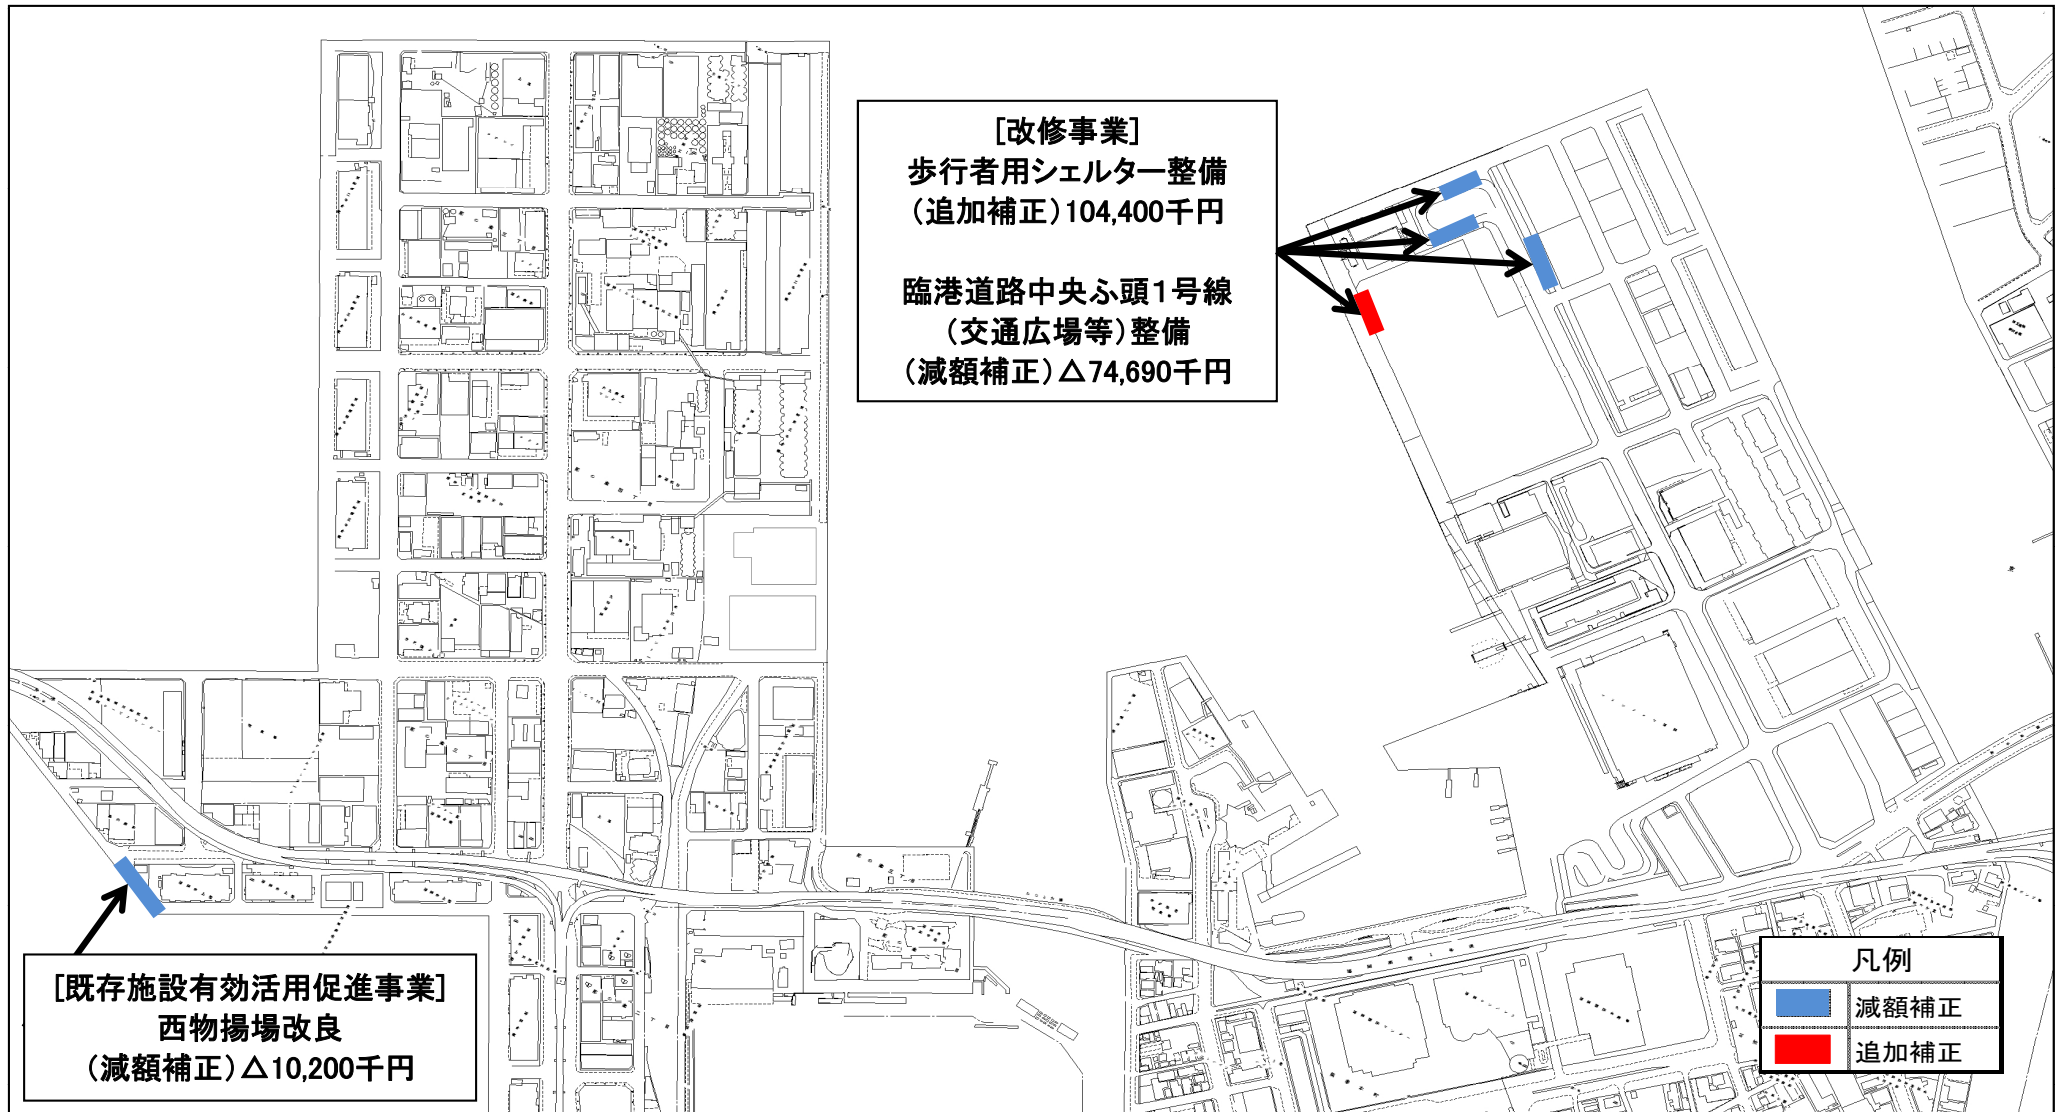 [改修事業]
歩行者用シェルター整備
（追加補正）104,400千円
臨港道路中央ふ頭１号線
（交通広場等）整備
（減額補正）△74,690千円
[既存施設有効活用促進事業]
西物揚場改良
（減額補正）△10,200千円
凡例
減額補正
追加補正